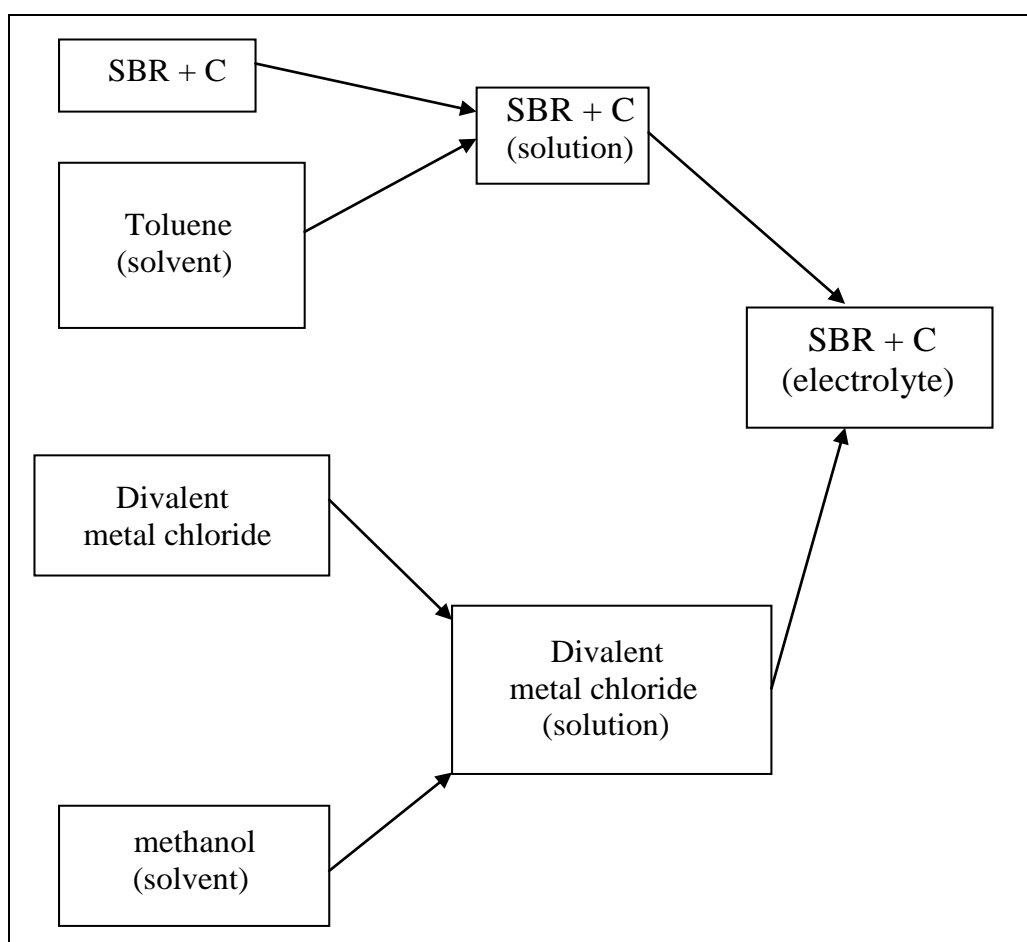 SBR + C
Toluene
(solvent)
SBR + C
(solution)
SBR + C
(electrolyte)
Divalent
metal chloride
Divalent
metal chloride
(solution)
methanol
(solvent)